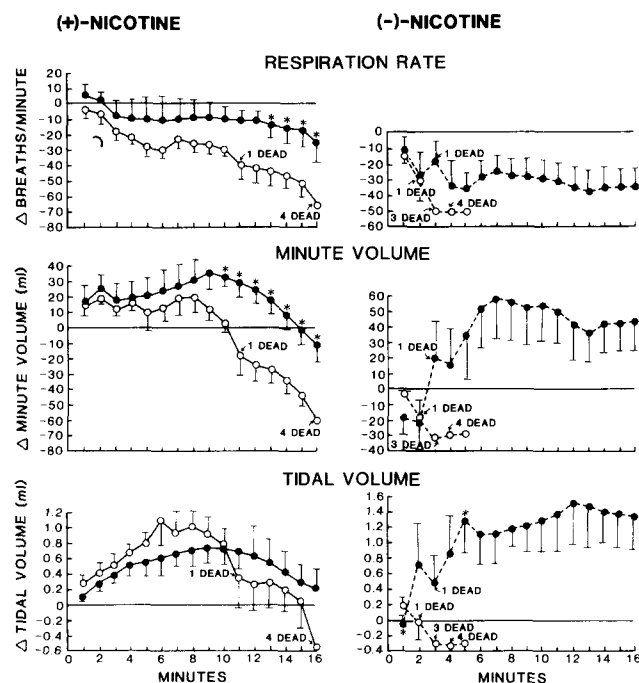 (+)-NICOTINE
(-)-NICOTINE
RESPIRATION RATE
Δ BREATHS/MINUTE
20
10
0
-10
-20
-30
-40
-50
-60
-70
-80
* * * *
1 DEAD
4 DEAD
0
-10
-20
-30
-40
-50
-60
1 DEAD
1 DEAD
3 DEAD
4 DEAD
MINUTE VOLUME
Δ MINUTE VOLUME (ml)
50
40
30
20
10
0
-10
-20
-30
-40
-50
-60
-70
80
* * * * * * *
1 DEAD
4 DEAD
60
50
40
30
20
10
0
-10
-20
-30
-40
1 DEAD
1 DEAD
4 DEAD
3 DEAD
TIDAL VOLUME
Δ TIDAL VOLUME (ml)
1.2
1.0
0.8
0.6
0.4
0.2
0
-0.2
-0.4
-0.6
1 DEAD
4 DEAD
0 2 4 6 8 10 12 14 16
MINUTES
1.6
1.4
1.2
1.0
0.8
0.6
0.4
0.2
0
-0.2
-0.4
*
1 DEAD
1 DEAD
*
3 DEAD
4 DEAD
0 2 4 6 8 10 12 14 16
MINUTES